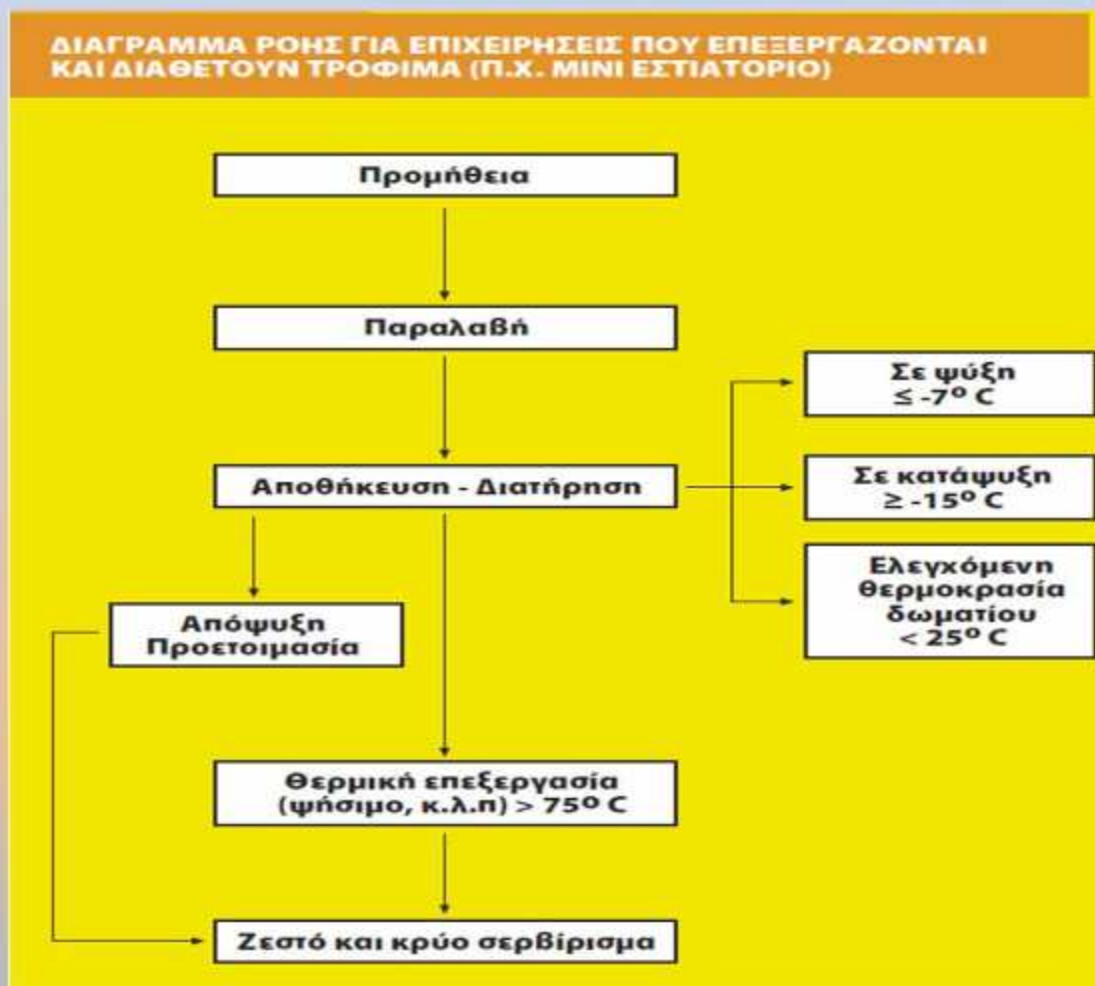 ΔΙΑΓΡΑΜΜΑ ΡΟΗΣ ΓΙΑ ΕΠΙΧΕΙΡΗΣΕΙΣ ΠΟΥ ΕΠΕΞΕΡΓΑΖΟΝΤΑΙ
ΚΑΙ ΔΙΑΘΕΤΟΥΝ ΤΡΟΦΙΜΑ (Π.Χ. ΜΙΝΙ ΕΣΤΙΑΤΟΡΙΟ)
Προμήθεια
Παραλαβή
Αποθήκευση - Διατήρηση
Σε ψύξη
≤ -7º C
Σε κατάψυξη
≥ -15º C
Ελεγχόμενη
θερμοκρασία
δωματίου
< 25º C
Απόψυξη
Προετοιμασία
Θερμική επεξεργασία
(ψήσιμο, κ.λ.π) > 75º C
Ζεστό και κρύο σερβίρισμα